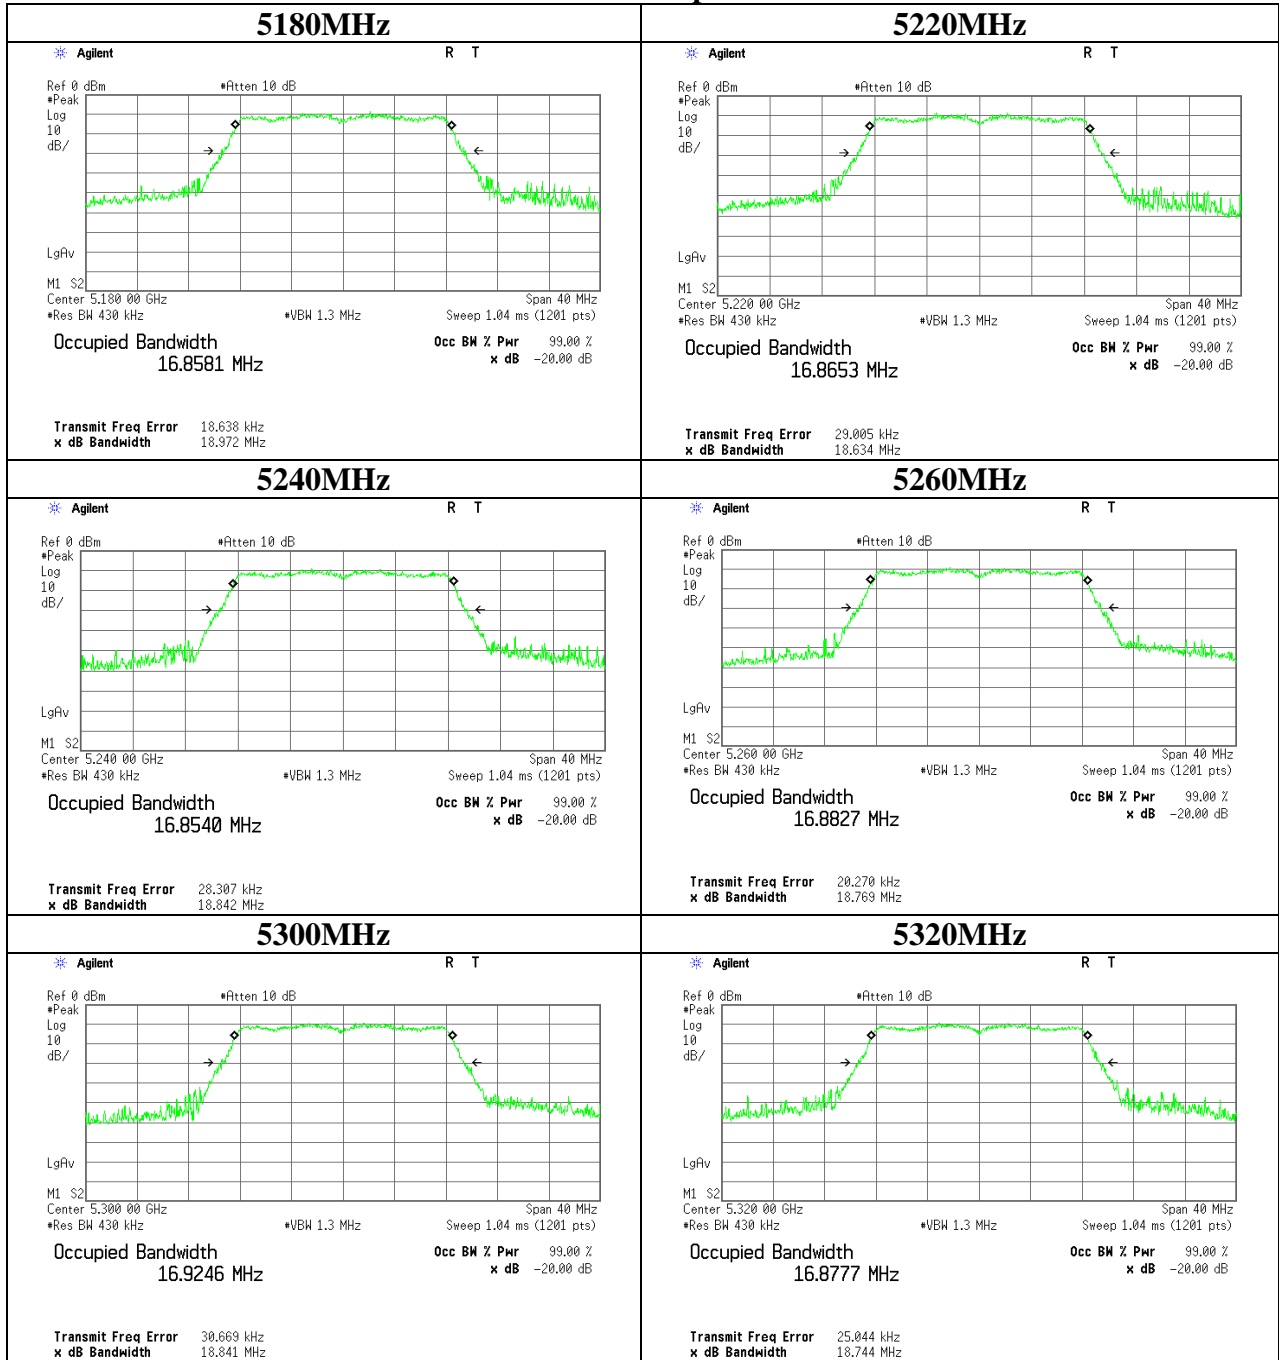 5180MHz
Agilent R T
Ref 0 dBm #Atten 10 dB
#Peak
Log
10
dB/
LgAv
M1 S2
Center 5.180 00 GHz Span 40 MHz
#Res BW 430 kHz #VBW 1.3 MHz Sweep 1.04 ms (1201 pts)
Occupied Bandwidth Occ BW % Pwr 99.00 %
16.8581 MHz x dB -20.00 dB
Transmit Freq Error 18.638 kHz
x dB Bandwidth 18.972 MHz
5220MHz
Agilent R T
Ref 0 dBm #Atten 10 dB
#Peak
Log
10
dB/
LgAv
M1 S2
Center 5.220 00 GHz Span 40 MHz
#Res BW 430 kHz #VBW 1.3 MHz Sweep 1.04 ms (1201 pts)
Occupied Bandwidth Occ BW % Pwr 99.00 %
16.8653 MHz x dB -20.00 dB
Transmit Freq Error 29.005 kHz
x dB Bandwidth 18.634 MHz
5240MHz
Agilent R T
Ref 0 dBm #Atten 10 dB
#Peak
Log
10
dB/
LgAv
M1 S2
Center 5.240 00 GHz Span 40 MHz
#Res BW 430 kHz #VBW 1.3 MHz Sweep 1.04 ms (1201 pts)
Occupied Bandwidth Occ BW % Pwr 99.00 %
16.8540 MHz x dB -20.00 dB
Transmit Freq Error 28.307 kHz
x dB Bandwidth 18.842 MHz
5260MHz
Agilent R T
Ref 0 dBm #Atten 10 dB
#Peak
Log
10
dB/
LgAv
M1 S2
Center 5.260 00 GHz Span 40 MHz
#Res BW 430 kHz #VBW 1.3 MHz Sweep 1.04 ms (1201 pts)
Occupied Bandwidth Occ BW % Pwr 99.00 %
16.8827 MHz x dB -20.00 dB
Transmit Freq Error 20.270 kHz
x dB Bandwidth 18.769 MHz
5300MHz
Agilent R T
Ref 0 dBm #Atten 10 dB
#Peak
Log
10
dB/
LgAv
M1 S2
Center 5.300 00 GHz Span 40 MHz
#Res BW 430 kHz #VBW 1.3 MHz Sweep 1.04 ms (1201 pts)
Occupied Bandwidth Occ BW % Pwr 99.00 %
16.9246 MHz x dB -20.00 dB
Transmit Freq Error 30.669 kHz
x dB Bandwidth 18.841 MHz
5320MHz
Agilent R T
Ref 0 dBm #Atten 10 dB
#Peak
Log
10
dB/
LgAv
M1 S2
Center 5.320 00 GHz Span 40 MHz
#Res BW 430 kHz #VBW 1.3 MHz Sweep 1.04 ms (1201 pts)
Occupied Bandwidth Occ BW % Pwr 99.00 %
16.8777 MHz x dB -20.00 dB
Transmit Freq Error 25.044 kHz
x dB Bandwidth 18.744 MHz